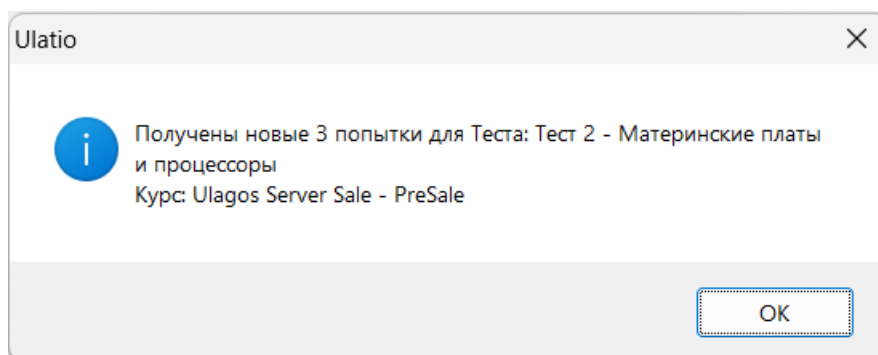 Ulatio
Получены новые 3 попытки для Теста: Тест 2 - Материнские платы
и процессоры
Курс: Ulagos Server Sale - PreSale
OK